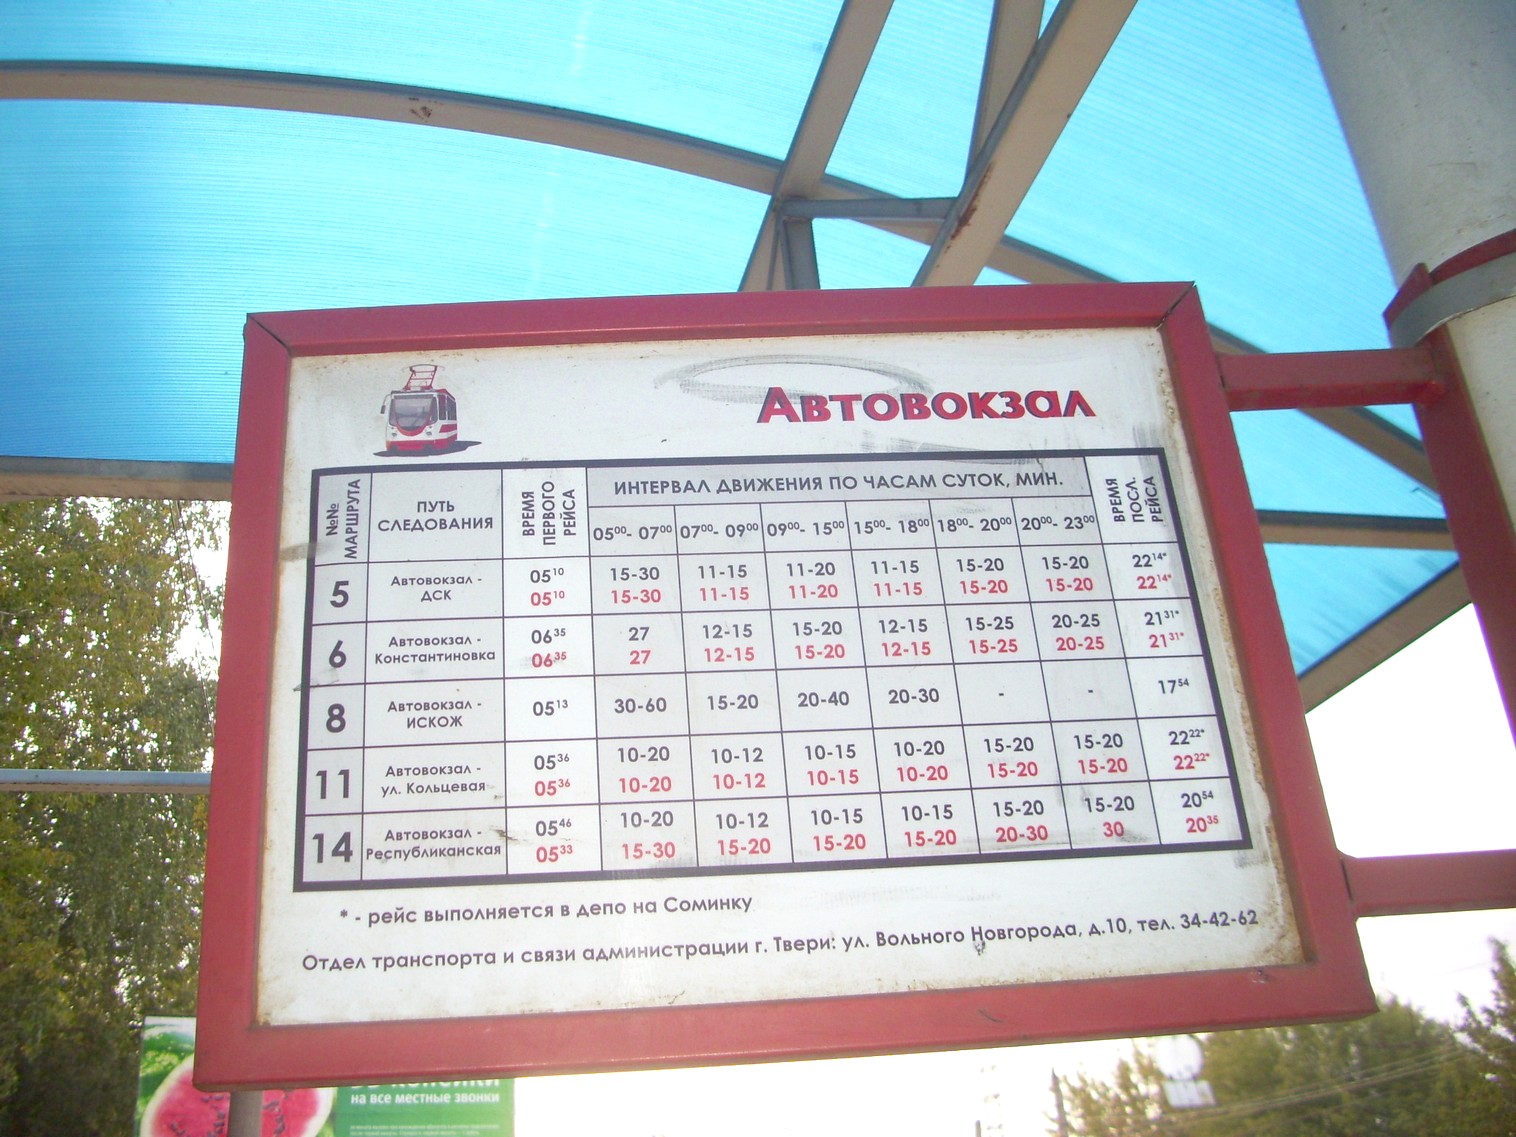 Автовокзал
№№ МАРШРУТА
ПУТЬ СЛЕДОВАНИЯ
ВРЕМЯ ПЕРВОГО РЕЙСА
ИНТЕРВАЛ ДВИЖЕНИЯ ПО ЧАСАМ СУТОК, МИН.
ВРЕМЯ ПОСЛ. РЕЙСА
05⁰⁰- 07⁰⁰ 07⁰⁰- 09⁰⁰ 09⁰⁰- 15⁰⁰ 15⁰⁰- 18⁰⁰ 18⁰⁰- 20⁰⁰ 20⁰⁰- 23⁰⁰
5 Автовокзал - ДСК
05¹⁰ 15-30 11-15 11-20 11-15 15-20 15-20 22¹⁴*
05¹⁰ 15-30 11-15 11-20 11-15 15-20 15-20 22¹⁴*
6 Автовокзал - Константиновка
06³⁵ 27 12-15 15-20 12-15 15-25 20-25 21³¹*
06³⁵ 27 12-15 15-20 12-15 15-25 20-25 21³¹*
8 Автовокзал - ИСКОЖ
05¹³ 30-60 15-20 20-40 20-30 - - 17⁵⁴
11 Автовокзал - ул. Кольцевая
05³⁶ 10-20 10-12 10-15 10-20 15-20 15-20 22²²*
05³⁶ 10-20 10-12 10-15 10-20 15-20 15-20 22²²*
14 Автовокзал - Республиканская
05⁴⁶ 10-20 10-12 10-15 10-15 15-20 15-20 20⁵⁴
05³³ 15-30 15-20 15-20 15-20 20-30 30 20³⁵
* - рейс выполняется в депо на Соминку
Отдел транспорта и связи администрации г. Твери: ул. Вольного Новгорода, д.10, тел. 34-42-62
копейки
на все местные звонки